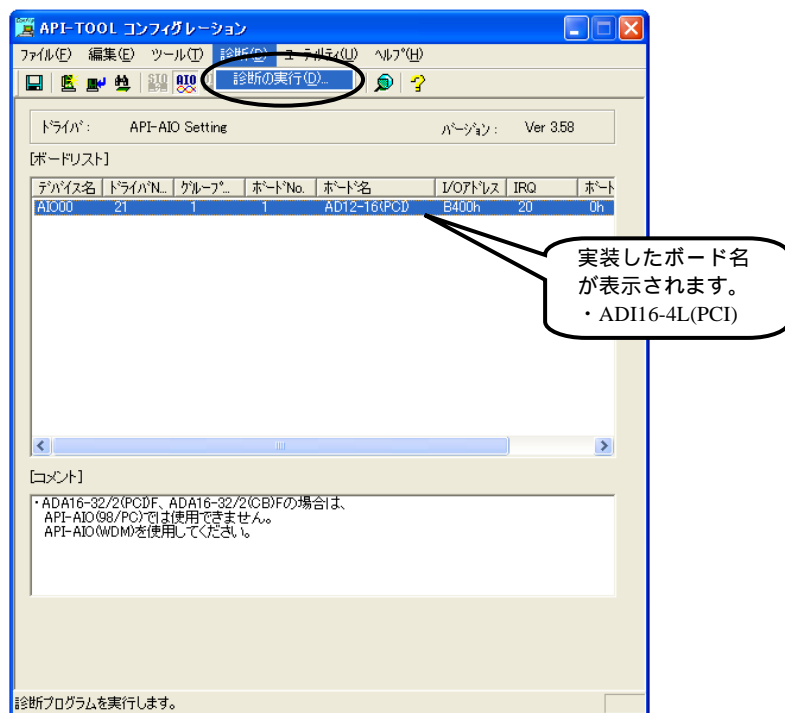 API-TOOL コンフィグレーション
ファイル(F) 編集(E) ツール(T) 診断(D) ユーティリティ(U) ヘルプ(H)
診断の実行(D)...
ドライバ: API-AIO Setting バージョン: Ver 3.58
[ボードリスト]
デバイス名 ドライバN... グループ... ボードNo. ボード名 I/Oアドレス IRQ ボート
AIO00 21 1 1 AD12-16(PCI) B400h 20 0h
実装したボード名
が表示されます。
・ADI16-4L(PCI)
[コメント]
・ADA16-32/2(PCI)F、ADA16-32/2(CB)Fの場合は、
API-AIO(98/PC)では使用できません。
API-AIO(WDM)を使用してください。
診断プログラムを実行します。